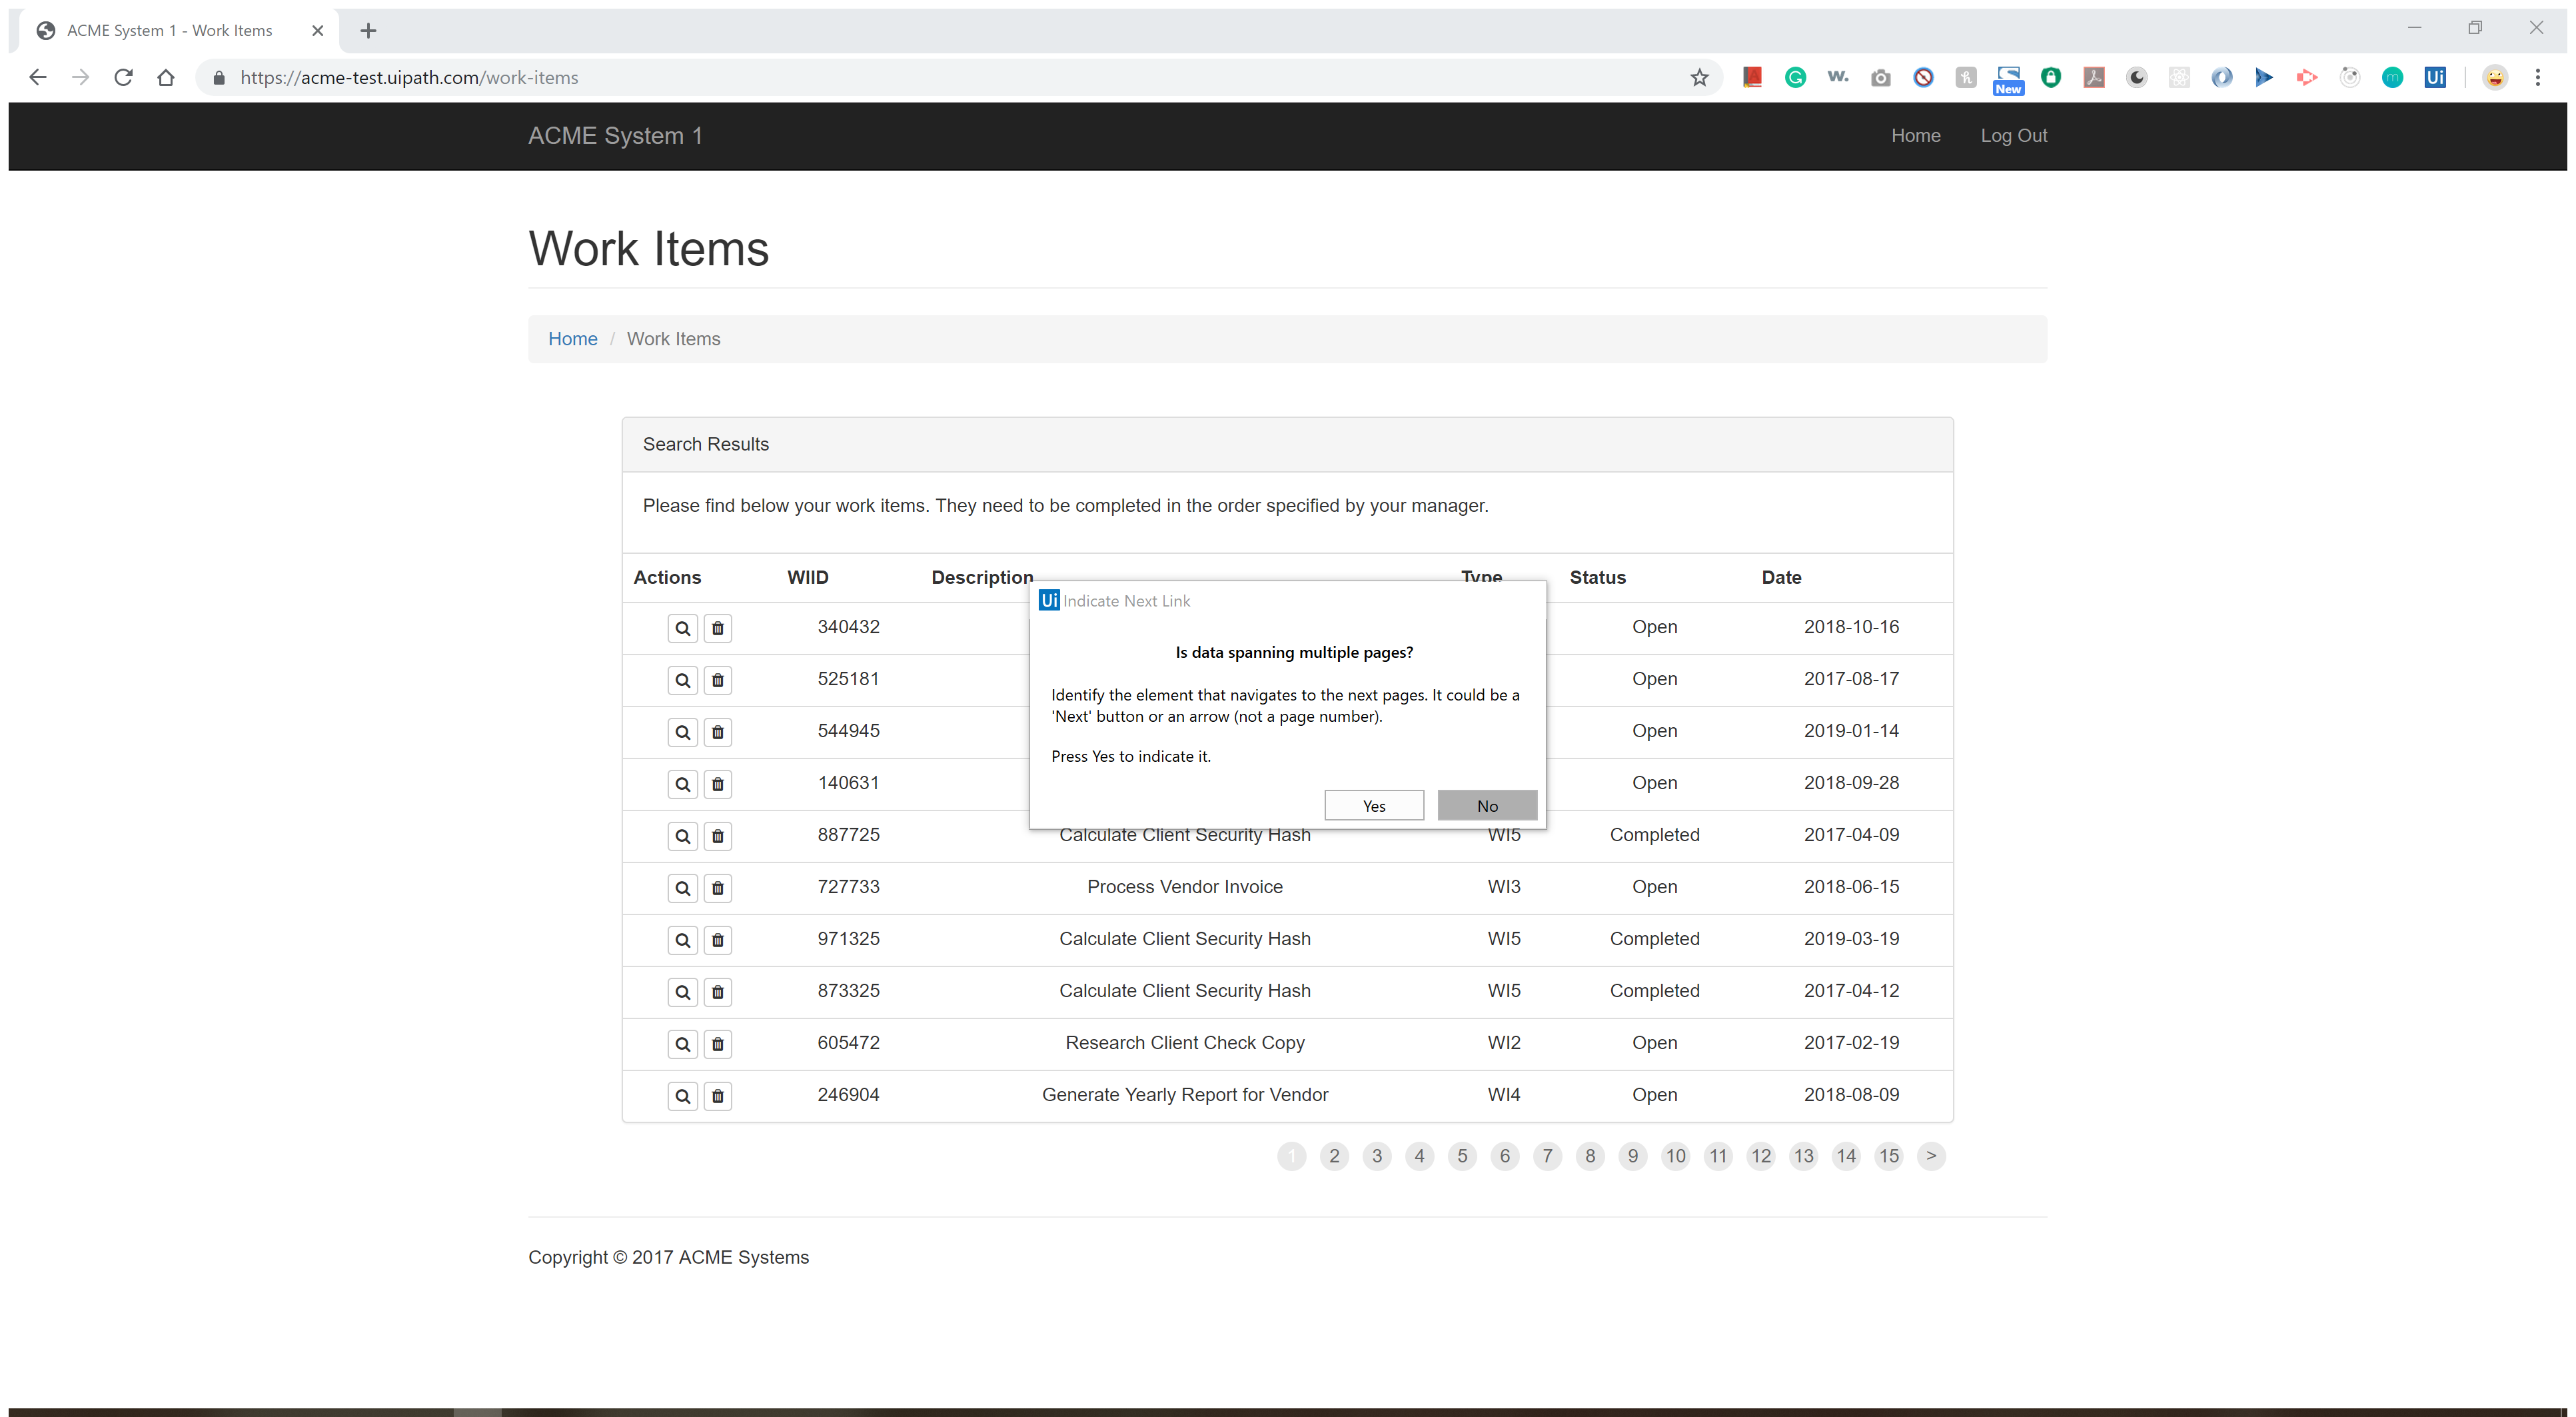 ACME System 1 - Work Items
https://acme-test.uipath.com/work-items
W.
New
Ui
ACME System 1
Home
Log Out
Work Items
Home / Work Items
Search Results
Please find below your work items. They need to be completed in the order specified by your manager.
Actions WIID Description Type Status Date
340432 Open 2018-10-16
525181 Open 2017-08-17
544945 Open 2019-01-14
140631 Open 2018-09-28
887725 Calculate Client Security Hash WI5 Completed 2017-04-09
727733 Process Vendor Invoice WI3 Open 2018-06-15
971325 Calculate Client Security Hash WI5 Completed 2019-03-19
873325 Calculate Client Security Hash WI5 Completed 2017-04-12
605472 Research Client Check Copy WI2 Open 2017-02-19
246904 Generate Yearly Report for Vendor WI4 Open 2018-08-09
Ui Indicate Next Link
Is data spanning multiple pages?
Identify the element that navigates to the next pages. It could be a
'Next' button or an arrow (not a page number).
Press Yes to indicate it.
Yes No
1 2 3 4 5 6 7 8 9 10 11 12 13 14 15 >
Copyright © 2017 ACME Systems